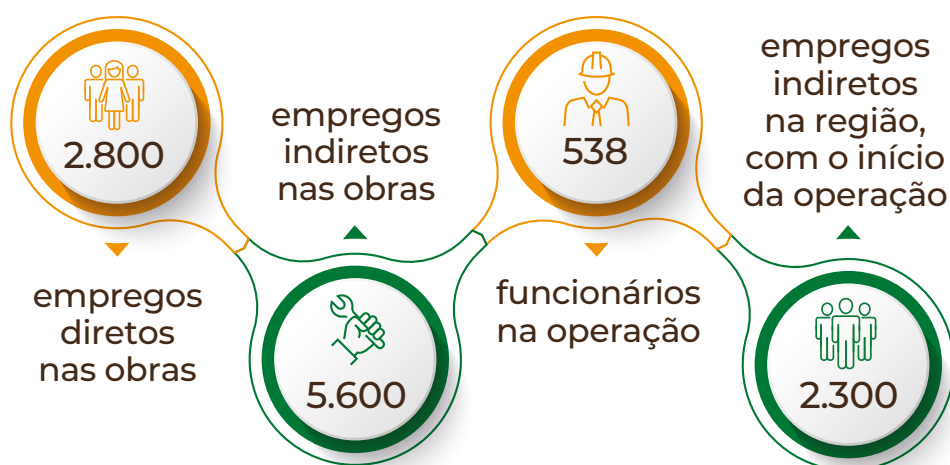 2.800
empregos
diretos
nas obras
empregos
indiretos
nas obras
5.600
538
funcionários
na operação
empregos
indiretos
na região,
com o início
da operação
2.300